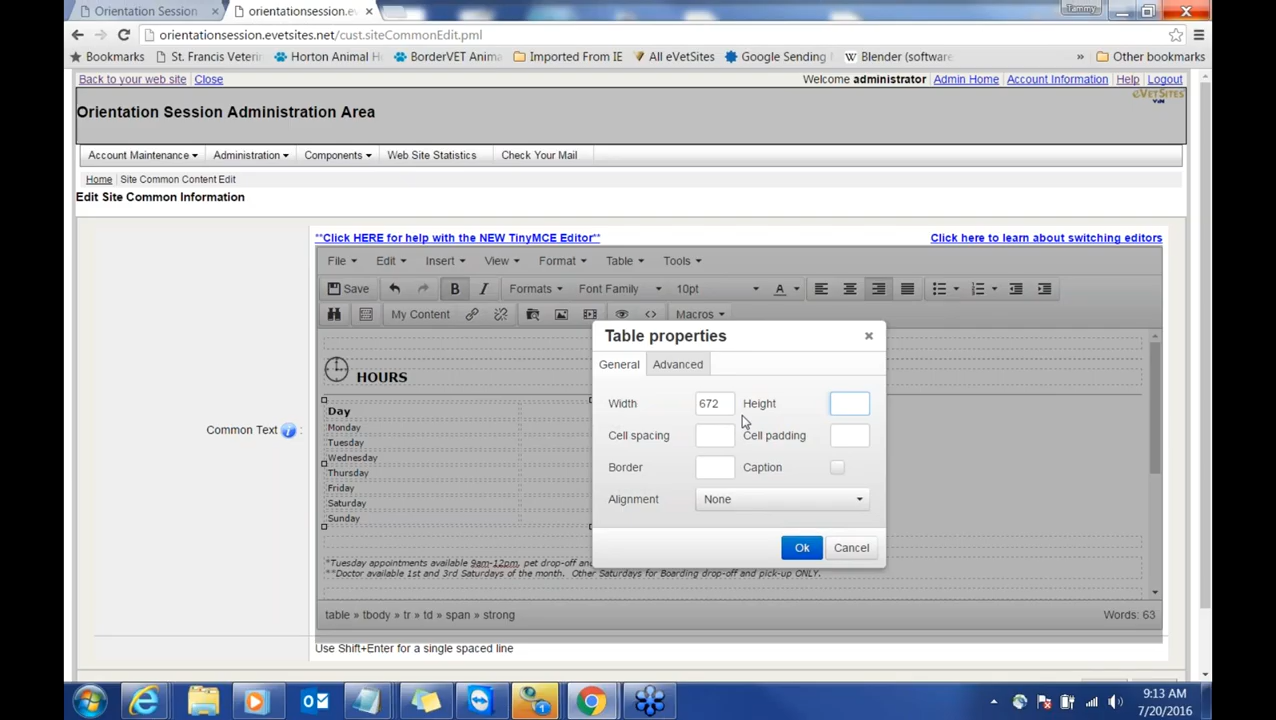 Orientation Session
orientationsession.ev
Tammy
orientationsession.evetsites.net/cust.siteCommonEdit.pml
Bookmarks St. Francis Veterin Horton Animal H BorderVET Anima Imported From IE All eVetSites Google Sending Blender (software » Other bookmarks
Back to your web site Close
Welcome administrator Admin Home Account Information Help Logout
eVETSITES
VIN
Orientation Session Administration Area
Account Maintenance Administration Components Web Site Statistics Check Your Mail
Home Site Common Content Edit
Edit Site Common Information
**Click HERE for help with the NEW TinyMCE Editor** Click here to learn about switching editors
File Edit Insert View Format Table Tools
Save B I Formats Font Family 10pt A
My Content Macros
Table properties
General Advanced
Width 672 Height
Cell spacing Cell padding
Border Caption
Alignment None
Ok Cancel
HOURS
Day
Monday
Tuesday
Wednesday
Thursday
Friday
Saturday
Sunday
Common Text :
*Tuesday appointments available 9am-12pm, pet drop-off and
**Doctor available 1st and 3rd Saturdays of the month. Other Saturdays for Boarding drop-off and pick-up ONLY.
table » tbody » tr » td » span » strong Words: 63
Use Shift+Enter for a single spaced line
9:13 AM
7/20/2016